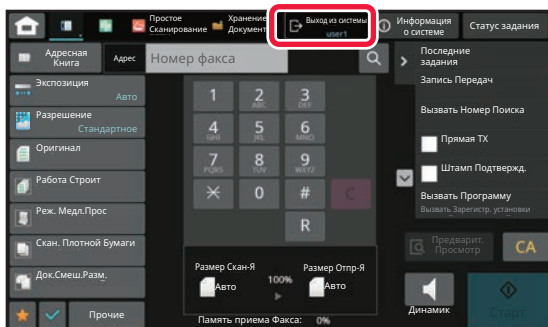 Простое
Сканирование
Хранение
Документ
Выход из системы
user1
Информация
о системе
Статус задания
Адресная
Книга
Адрес
Номер факса
Последние
задания
Экспозиция
Авто
Запись Передач
Разрешение
Стандартное
Вызвать Номер Поиска
Оригинал
Прямая TX
Работа Строит
Штамп Подтвержд.
Реж. Медл.Прос
Вызвать Программу
Вызвать Зарегистр. установки
Скан. Плотной Бумаги
Док.Смеш.Разм.
Прочие
1
2
ABC
3
DEF
4
GHI
5
JKL
6
MNO
7
PQRS
8
TUV
9
WXYZ
0
#
C
R
Размер Скан-Я
Авто
100%
Размер Отпр-Я
Авто
Память приема Факса: 0%
Предварит.
Просмотр
CA
Динамик
Старт